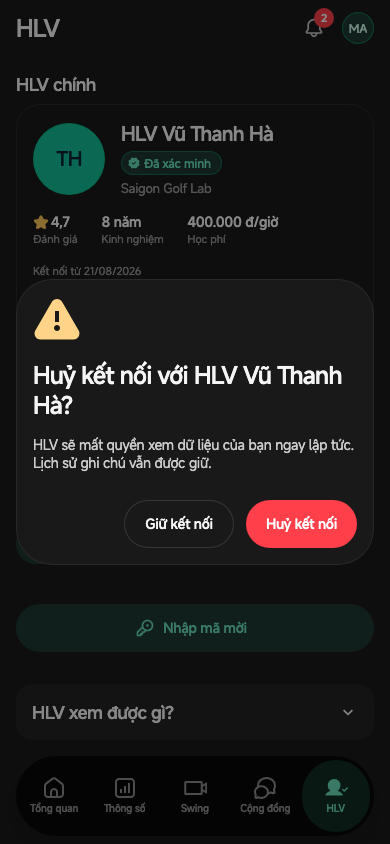 HLV
2
MA
HLV chính
TH
HLV Vũ Thanh Hà
Đã xác minh
Saigon Golf Lab
4,7
8 năm
400.000 đ/giờ
Đánh giá
Kinh nghiệm
Học phí
Kết nối từ 21/08/2026
Huỷ kết nối với HLV Vũ Thanh
Hà?
HLV sẽ mất quyền xem dữ liệu của bạn ngay lập tức.
Lịch sử ghi chú vẫn được giữ.
Giữ kết nối
Huỷ kết nối
Nhập mã mời
HLV xem được gì?
Tổng quan
Thông số
Swing
Cộng đồng
HLV